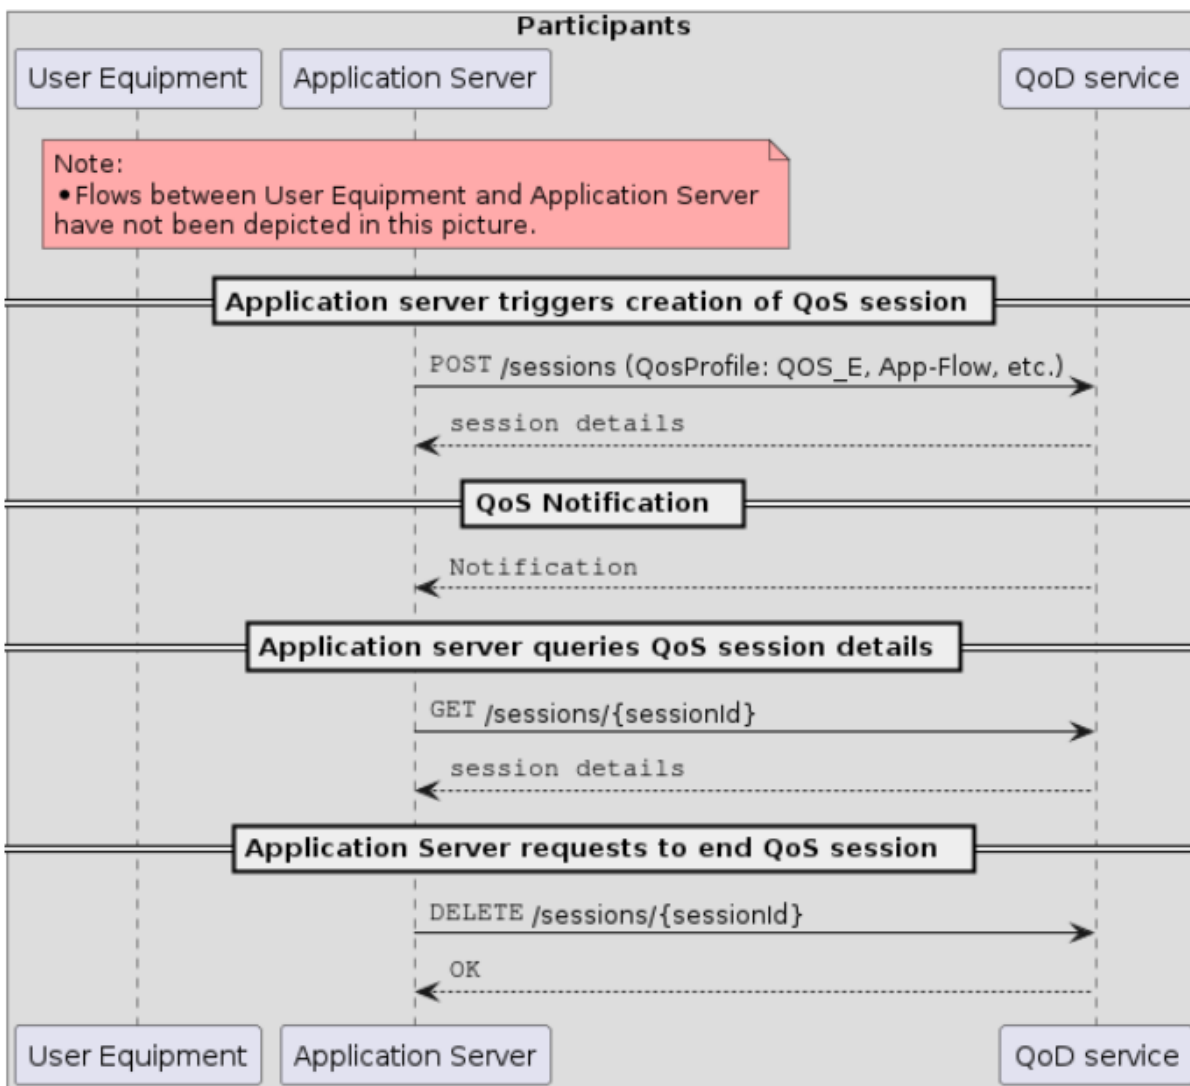 Participants
User Equipment
Application Server
QoD service
Note:
•Flows between User Equipment and Application Server
have not been depicted in this picture.
Application server triggers creation of QoS session
POST /sessions (QosProfile: QOS_E, App-Flow, etc.)
session details
QoS Notification
Notification
Application server queries QoS session details
GET /sessions/{sessionId}
session details
Application Server requests to end QoS session
DELETE /sessions/{sessionId}
OK
User Equipment
Application Server
QoD service